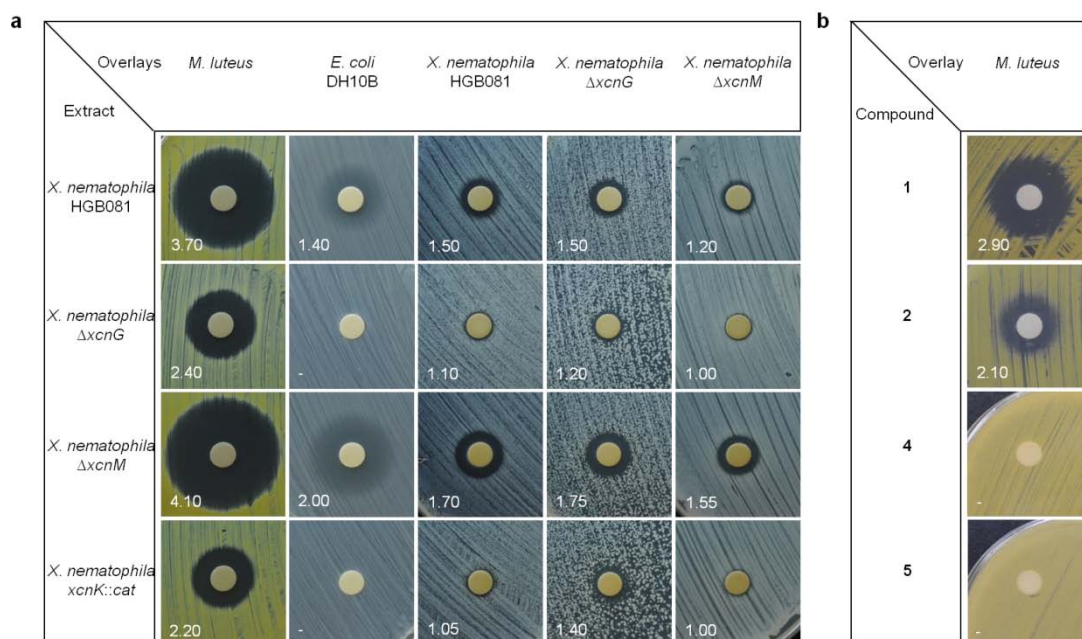 a
Overlays
Extract
M. luteus
E. coli
DH10B
X. nematophila
HGB081
X. nematophila
ΔxcnG
X. nematophila
ΔxcnM
X. nematophila
HGB081
3.70
1.40
1.50
1.50
1.20
X. nematophila
ΔxcnG
2.40
-
1.10
1.20
1.00
X. nematophila
ΔxcnM
4.10
2.00
1.70
1.75
1.55
X. nematophila
xcnK::cat
2.20
-
1.05
1.40
1.00
b
Overlay
Compound
M. luteus
1
2.90
2
2.10
4
-
5
-